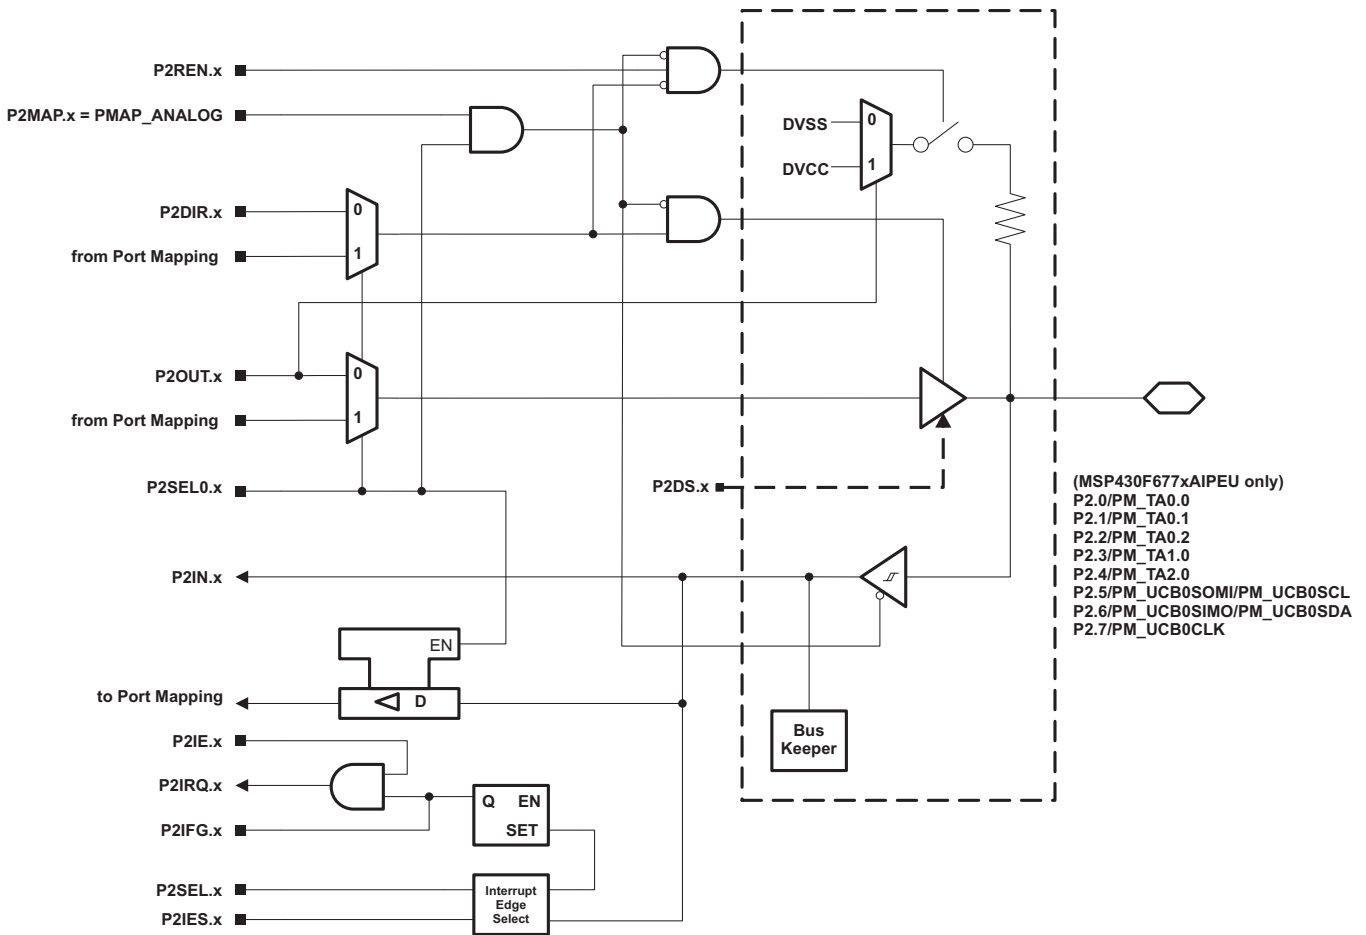 P2REN.x
P2MAP.x = PMAP_ANALOG
DVSS
0
DVCC
1
P2DIR.x
0
from Port Mapping
1
P2OUT.x
0
from Port Mapping
1
P2SEL0.x
P2DS.x
(MSP430F677xAIPEU only)
P2.0/PM_TA0.0
P2.1/PM_TA0.1
P2.2/PM_TA0.2
P2.3/PM_TA1.0
P2.4/PM_TA2.0
P2.5/PM_UCB0SOMI/PM_UCB0SCL
P2.6/PM_UCB0SIMO/PM_UCB0SDA
P2.7/PM_UCB0CLK
P2IN.x
EN
to Port Mapping
D
Bus
Keeper
P2IE.x
P2IRQ.x
Q EN
SET
P2IFG.x
P2SEL.x
P2IES.x
Interrupt
Edge
Select